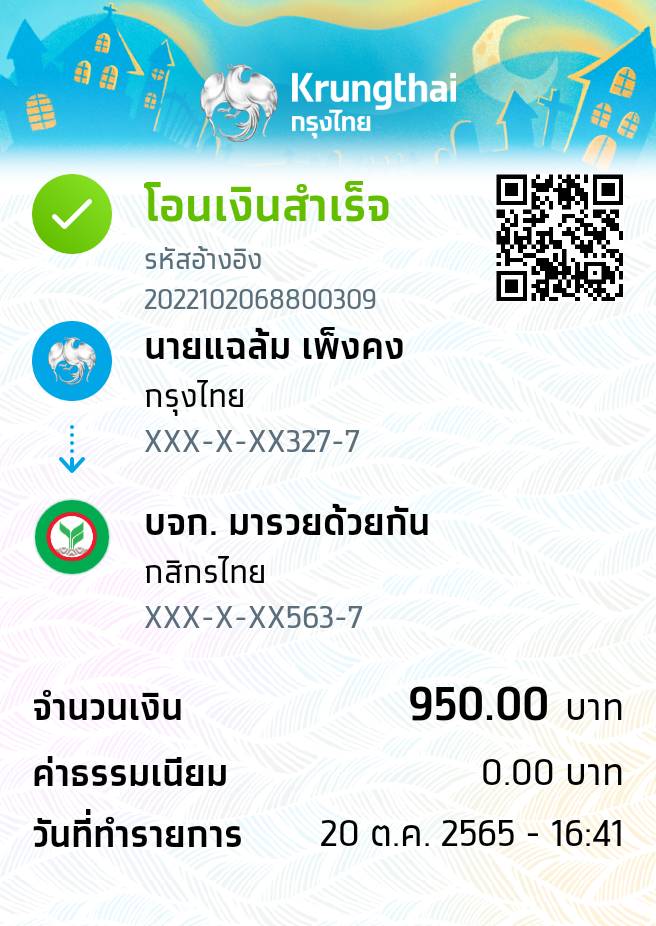 Krungthai
กรุงไทย
โอนเงินสำเร็จ
รหัสอ้างอิง
2022102068800309
นายแฉล้ม เพ็งคง
กรุงไทย
XXX-X-XX327-7
บจก. มารวยด้วยกัน
กสิกรไทย
XXX-X-XX563-7
จำนวนเงิน 950.00 บาท
ค่าธรรมเนียม 0.00 บาท
วันที่ทำรายการ 20 ต.ค. 2565 - 16:41